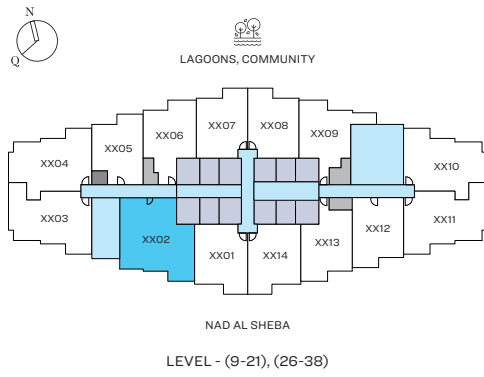 N
Q
LAGOONS, COMMUNITY
XX07 XX08
XX05 XX06 XX09
XX04 XX10
XX03 XX11
XX02 XX12
XX01 XX14 XX13
NAD AL SHEBA
LEVEL - (9-21), (26-38)